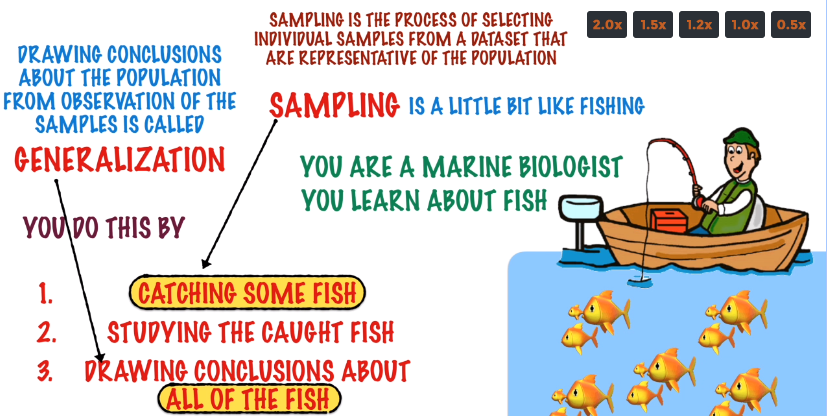 SAMPLING IS THE PROCESS OF SELECTING
INDIVIDUAL SAMPLES FROM A DATASET THAT
ARE REPRESENTATIVE OF THE POPULATION
2.0x 1.5x 1.2x 1.0x 0.5x
DRAWING CONCLUSIONS
ABOUT THE POPULATION
FROM OBSERVATION OF THE
SAMPLES IS CALLED
GENERALIZATION
SAMPLING IS A LITTLE BIT LIKE FISHING
YOU ARE A MARINE BIOLOGIST
YOU LEARN ABOUT FISH
YOU DO THIS BY
1. CATCHING SOME FISH
2. STUDYING THE CAUGHT FISH
3. DRAWING CONCLUSIONS ABOUT
ALL OF THE FISH